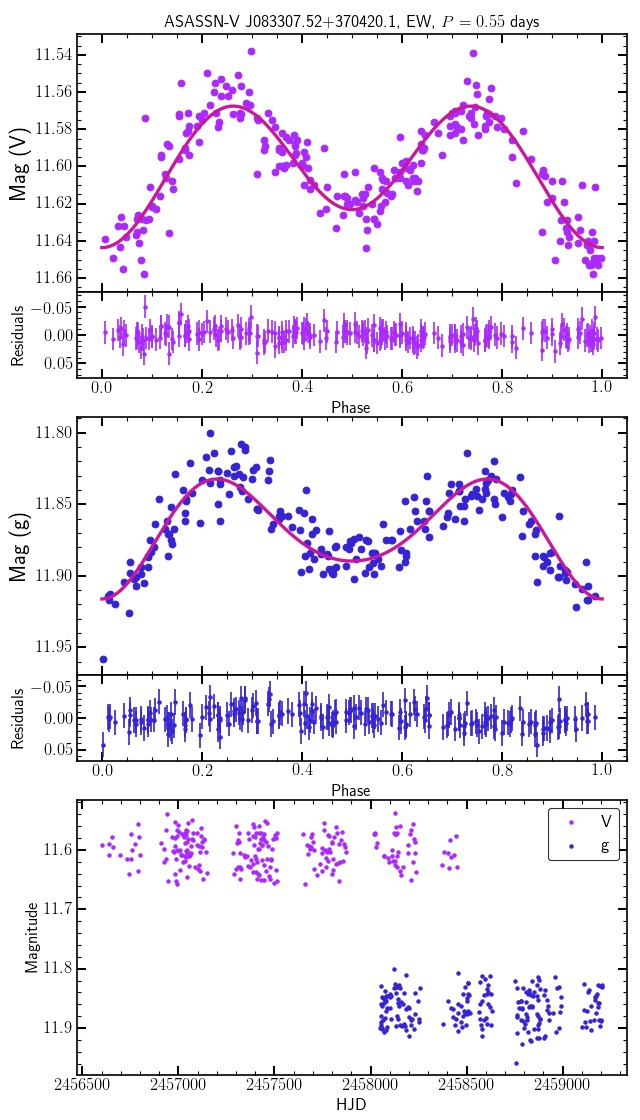 ASASSN-V J083307.52+370420.1, EW, P = 0.55 days
11.54
11.56
11.58
11.60
11.62
11.64
11.66
Mag (V)
−0.05
0.00
0.05
Residuals
0.0 0.2 0.4 0.6 0.8 1.0
Phase
11.80
11.85
11.90
11.95
Mag (g)
−0.05
0.00
0.05
Residuals
0.0 0.2 0.4 0.6 0.8 1.0
Phase
V
g
11.6
11.7
11.8
11.9
Magnitude
2456500 2457000 2457500 2458000 2458500 2459000
HJD